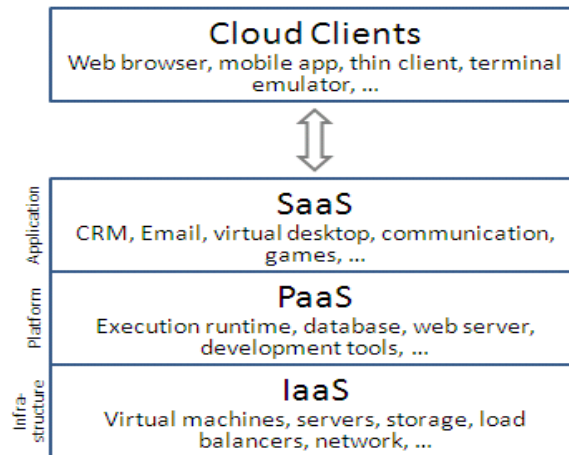 Cloud Clients
Web browser, mobile app, thin client, terminal
emulator, ...
Application
SaaS
CRM, Email, virtual desktop, communication,
games, ...
Platform
PaaS
Execution runtime, database, web server,
development tools, ...
Infra-
structure
IaaS
Virtual machines, servers, storage, load
balancers, network, ...